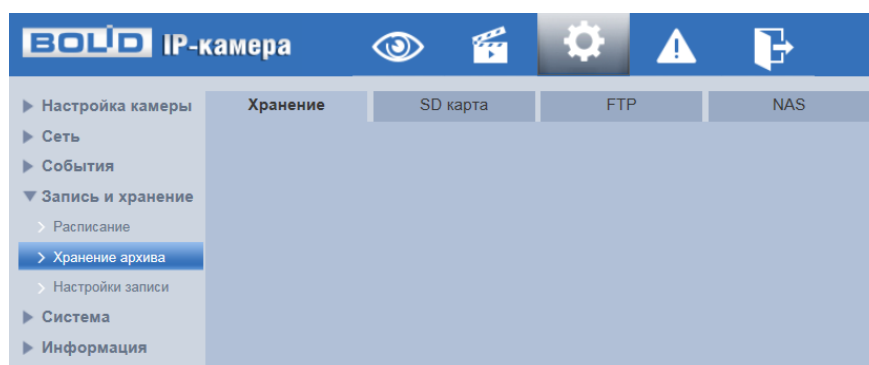 BOLID IP-камера
Хранение SD карта FTP NAS
Настройка камеры
Сеть
События
Запись и хранение
Расписание
Хранение архива
Настройки записи
Система
Информация